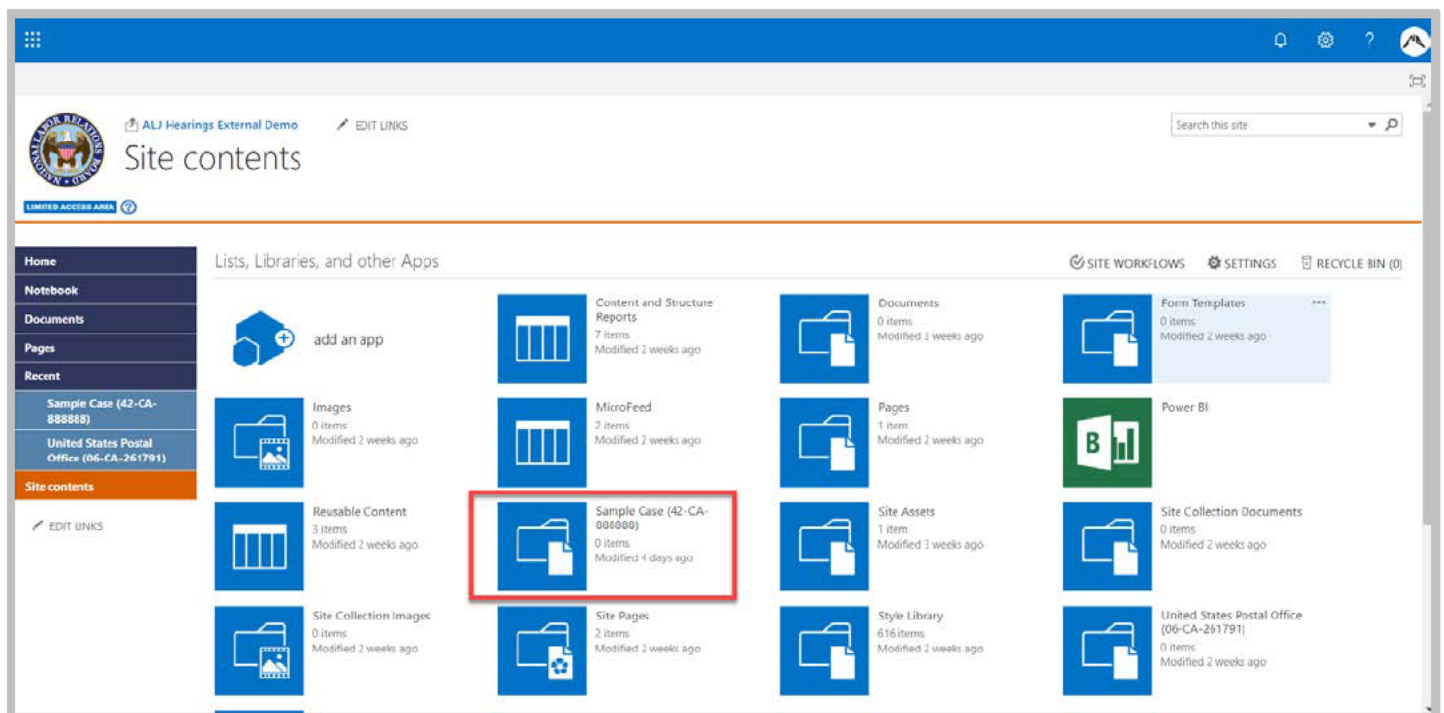 ?
ALJ Hearings External Demo
EDIT LINKS
Search this site
Site contents
NATIONAL LABOR RELATIONS BOARD
LIMITED ACCESS AREA ?
Home
Notebook
Documents
Pages
Recent
Sample Case (42-CA-
888888)
United States Postal
Office (06-CA-261791)
Site contents
EDIT LINKS
Lists, Libraries, and other Apps
SITE WORKFLOWS
SETTINGS
RECYCLE BIN (0)
add an app
Content and Structure
Reports
7 items
Modified 2 weeks ago
Documents
0 items
Modified 3 weeks ago
Form Templates
...
0 items
Modified 2 weeks ago
Images
0 items
Modified 2 weeks ago
MicroFeed
2 items
Modified 2 weeks ago
Pages
1 item
Modified 2 weeks ago
B
Power BI
Reusable Content
3 items
Modified 2 weeks ago
Sample Case (42-CA-
888888)
0 items
Modified 4 days ago
Site Assets
1 item
Modified 3 weeks ago
Site Collection Documents
0 items
Modified 2 weeks ago
Site Collection Images
0 items
Modified 2 weeks ago
Site Pages
2 items
Modified 2 weeks ago
Style Library
616 items
Modified 2 weeks ago
United States Postal Office
(06-CA-261791)
0 items
Modified 2 weeks ago